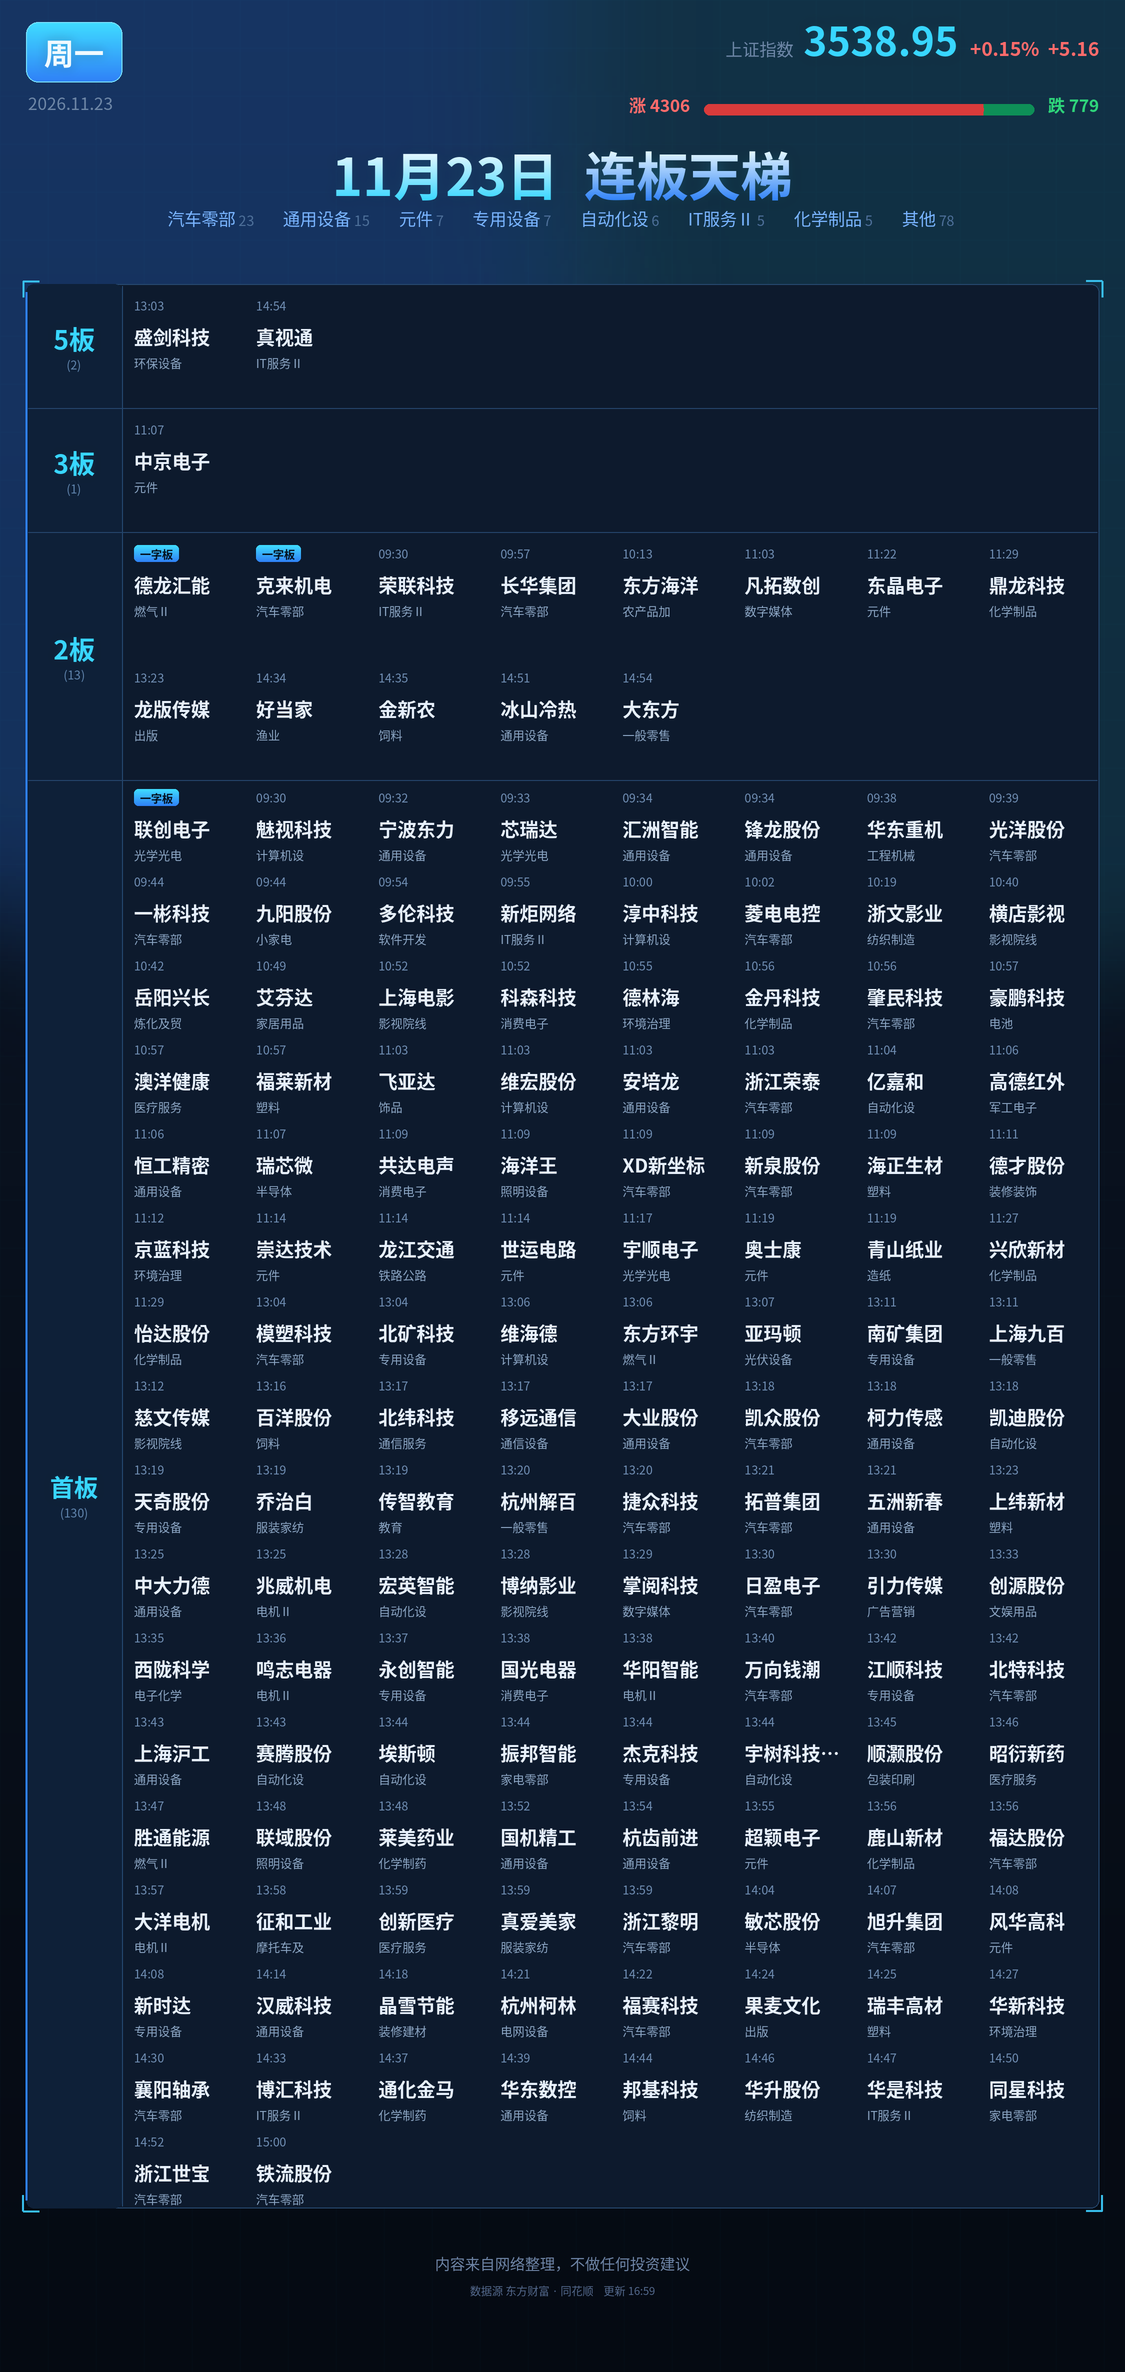 周一
2026.11.23
上证指数 3538.95 +0.15% +5.16
涨 4306 跌 779
11月23日 连板天梯
汽车零部 23 通用设备 15 元件 7 专用设备 7 自动化设 6 IT服务Ⅱ 5 化学制品 5 其他 78
5板
(2)
13:03 14:54
盛剑科技 真视通
环保设备 IT服务Ⅱ
3板
(1)
11:07
中京电子
元件
2板
(13)
一字板 一字板 09:30 09:57 10:13 11:03 11:22 11:29
德龙汇能 克来机电 荣联科技 长华集团 东方海洋 凡拓数创 东晶电子 鼎龙科技
燃气Ⅱ 汽车零部 IT服务Ⅱ 汽车零部 农产品加 数字媒体 元件 化学制品
13:23 14:34 14:35 14:51 14:54
龙版传媒 好当家 金新农 冰山冷热 大东方
出版 渔业 饲料 通用设备 一般零售
首板
(130)
一字板 09:30 09:32 09:33 09:34 09:34 09:38 09:39
联创电子 魅视科技 宁波东力 芯瑞达 汇洲智能 锋龙股份 华东重机 光洋股份
光学光电 计算机设 通用设备 光学光电 通用设备 通用设备 工程机械 汽车零部
09:44 09:44 09:54 09:55 10:00 10:02 10:19 10:40
一彬科技 九阳股份 多伦科技 新炬网络 淳中科技 菱电电控 浙文影业 横店影视
汽车零部 小家电 软件开发 IT服务Ⅱ 计算机设 汽车零部 纺织制造 影视院线
10:42 10:49 10:52 10:52 10:55 10:56 10:56 10:57
岳阳兴长 艾芬达 上海电影 科森科技 德林海 金丹科技 肇民科技 豪鹏科技
炼化及贸 家居用品 影视院线 消费电子 环境治理 化学制品 汽车零部 电池
10:57 10:57 11:03 11:03 11:03 11:03 11:04 11:06
澳洋健康 福莱新材 飞亚达 维宏股份 安培龙 浙江荣泰 亿嘉和 高德红外
医疗服务 塑料 饰品 计算机设 通用设备 汽车零部 自动化设 军工电子
11:06 11:07 11:09 11:09 11:09 11:09 11:09 11:11
恒工精密 瑞芯微 共达电声 海洋王 XD新坐标 新泉股份 海正生材 德才股份
通用设备 半导体 消费电子 照明设备 汽车零部 汽车零部 塑料 装修装饰
11:12 11:14 11:14 11:14 11:17 11:19 11:19 11:27
京蓝科技 崇达技术 龙江交通 世运电路 宇顺电子 奥士康 青山纸业 兴欣新材
环境治理 元件 铁路公路 元件 光学光电 元件 造纸 化学制品
11:29 13:04 13:04 13:06 13:06 13:07 13:11 13:11
怡达股份 模塑科技 北矿科技 维海德 东方环宇 亚玛顿 南矿集团 上海九百
化学制品 汽车零部 专用设备 计算机设 燃气Ⅱ 光伏设备 专用设备 一般零售
13:12 13:16 13:17 13:17 13:17 13:18 13:18 13:18
慈文传媒 百洋股份 北纬科技 移远通信 大业股份 凯众股份 柯力传感 凯迪股份
影视院线 饲料 通信服务 通信设备 通用设备 汽车零部 通用设备 自动化设
13:19 13:19 13:19 13:20 13:20 13:21 13:21 13:23
天奇股份 乔治白 传智教育 杭州解百 捷众科技 拓普集团 五洲新春 上纬新材
专用设备 服装家纺 教育 一般零售 汽车零部 汽车零部 通用设备 塑料
13:25 13:25 13:28 13:28 13:29 13:30 13:30 13:33
中大力德 兆威机电 宏英智能 博纳影业 掌阅科技 日盈电子 引力传媒 创源股份
通用设备 电机Ⅱ 自动化设 影视院线 数字媒体 汽车零部 广告营销 文娱用品
13:35 13:36 13:37 13:38 13:38 13:40 13:42 13:42
西陇科学 鸣志电器 永创智能 国光电器 华阳智能 万向钱潮 江顺科技 北特科技
电子化学 电机Ⅱ 专用设备 消费电子 电机Ⅱ 汽车零部 专用设备 汽车零部
13:43 13:43 13:44 13:44 13:44 13:44 13:45 13:46
上海沪工 赛腾股份 埃斯顿 振邦智能 杰克科技 宇树科技… 顺灏股份 昭衍新药
通用设备 自动化设 自动化设 家电零部 专用设备 自动化设 包装印刷 医疗服务
13:47 13:48 13:48 13:52 13:54 13:55 13:56 13:56
胜通能源 联域股份 莱美药业 国机精工 杭齿前进 超颖电子 鹿山新材 福达股份
燃气Ⅱ 照明设备 化学制药 通用设备 通用设备 元件 化学制品 汽车零部
13:57 13:58 13:59 13:59 13:59 14:04 14:07 14:08
大洋电机 征和工业 创新医疗 真爱美家 浙江黎明 敏芯股份 旭升集团 风华高科
电机Ⅱ 摩托车及 医疗服务 服装家纺 汽车零部 半导体 汽车零部 元件
14:08 14:14 14:18 14:21 14:22 14:24 14:25 14:27
新时达 汉威科技 晶雪节能 杭州柯林 福赛科技 果麦文化 瑞丰高材 华新科技
专用设备 通用设备 装修建材 电网设备 汽车零部 出版 塑料 环境治理
14:30 14:33 14:37 14:39 14:44 14:46 14:47 14:50
襄阳轴承 博汇科技 通化金马 华东数控 邦基科技 华升股份 华是科技 同星科技
汽车零部 IT服务Ⅱ 化学制药 通用设备 饲料 纺织制造 IT服务Ⅱ 家电零部
14:52 15:00
浙江世宝 铁流股份
汽车零部 汽车零部
内容来自网络整理，不做任何投资建议
数据源 东方财富 · 同花顺 更新 16:59